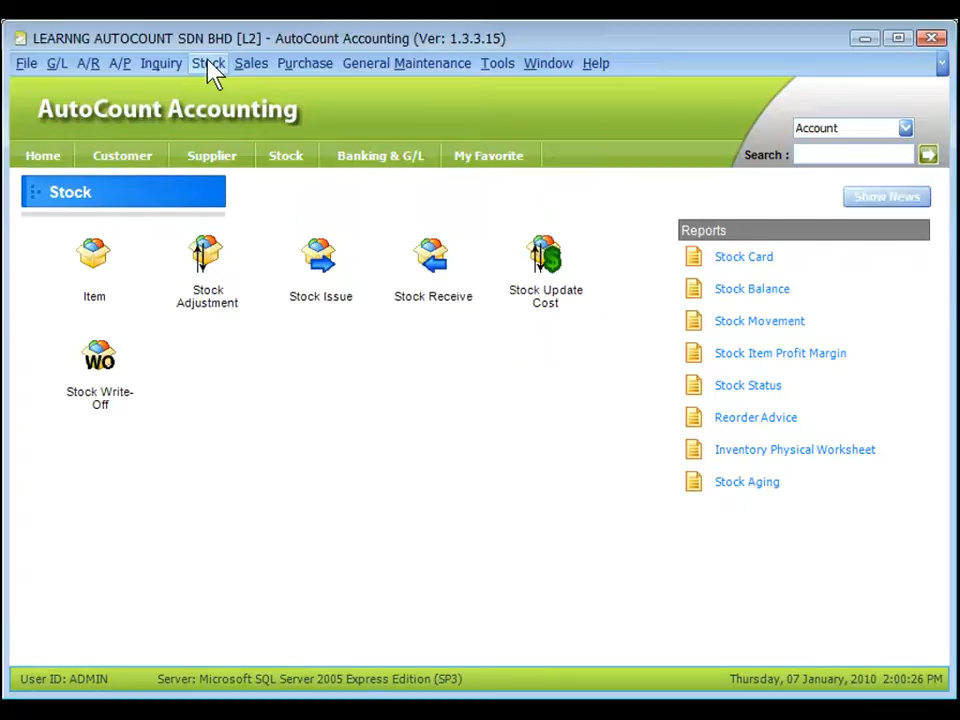 LEARNNG AUTOCOUNT SDN BHD [L2] - AutoCount Accounting (Ver: 1.3.3.15)
File G/L A/R A/P Inquiry Stock Sales Purchase General Maintenance Tools Window Help
AutoCount Accounting
Account
Home Customer Supplier Stock Banking & G/L My Favorite
Search :
Stock
Show News
Reports
Item
Stock Adjustment
Stock Issue
Stock Receive
Stock Update Cost
WO
Stock Write-
Off
Stock Card
Stock Balance
Stock Movement
Stock Item Profit Margin
Stock Status
Reorder Advice
Inventory Physical Worksheet
Stock Aging
User ID: ADMIN Server: Microsoft SQL Server 2005 Express Edition (SP3) Thursday, 07 January, 2010 2:00:26 PM